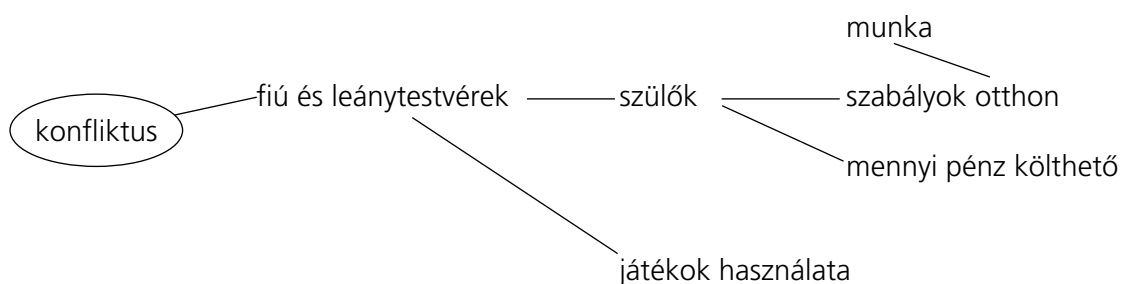 munka
fiú és leánytestvérek szülők szabályok otthon
konfliktus
mennyi pénz költhető
játékok használata